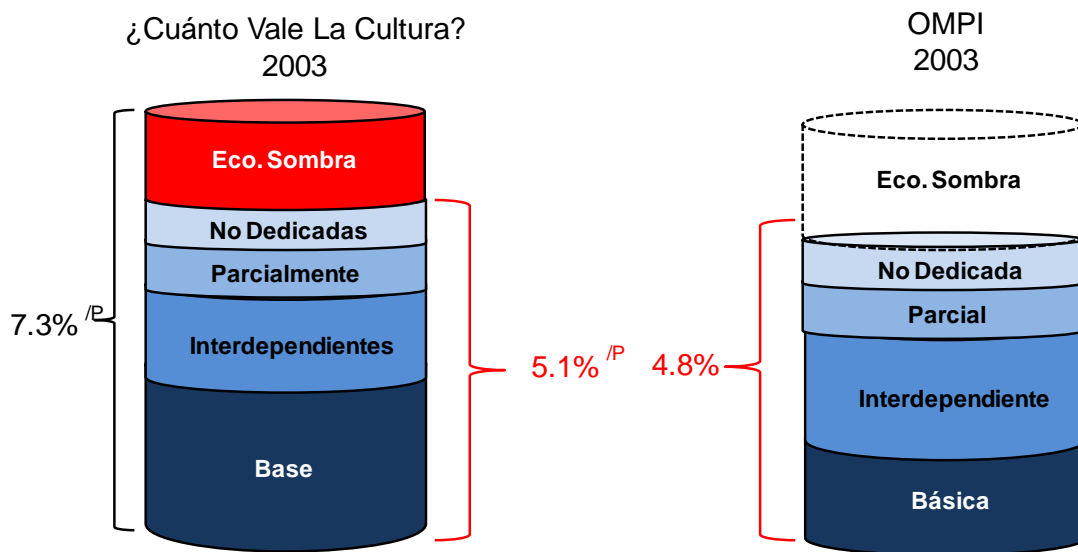 ¿Cuánto Vale La Cultura?
2003
Eco. Sombra
No Dedicadas
Parcialmente
Interdependientes
Base
7.3% /P
5.1% /P
OMPI
2003
Eco. Sombra
No Dedicada
Parcial
Interdependiente
Básica
4.8%